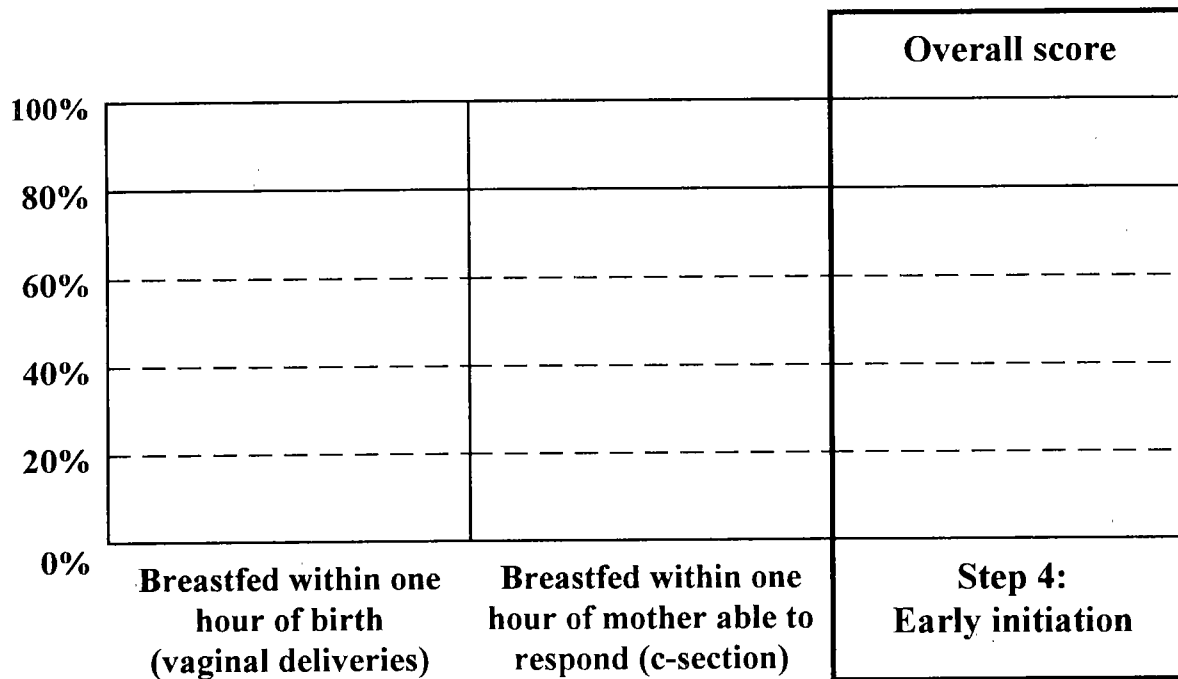 Overall score
100%
80%
60%
40%
20%
0%
Breastfed within one
hour of birth
(vaginal deliveries)
Breastfed within one
hour of mother able to
respond (c-section)
Step 4:
Early initiation